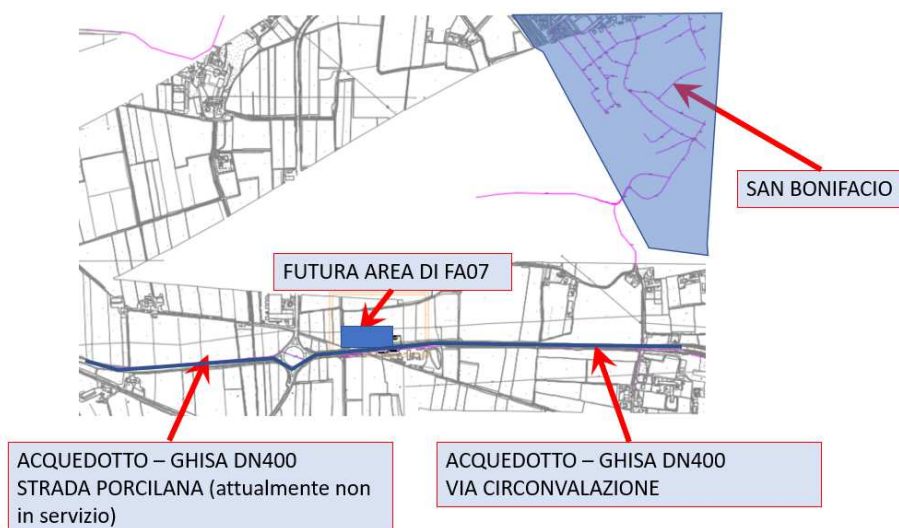 SAN BONIFACIO
FUTURA AREA DI FA07
ACQUEDOTTO – GHISA DN400
STRADA PORCILANA (attualmente non
in servizio)
ACQUEDOTTO – GHISA DN400
VIA CIRCONVALAZIONE